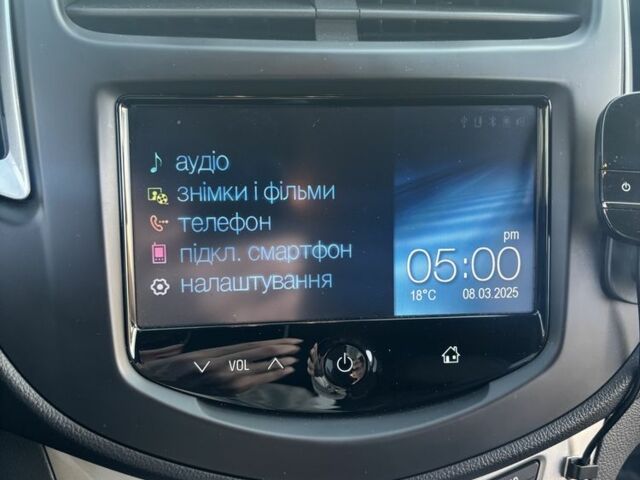 аудіо
знімки і фільми
телефон
підкл. смартфон
налаштування
pm
05:00
18°C 08.03.2025
VOL